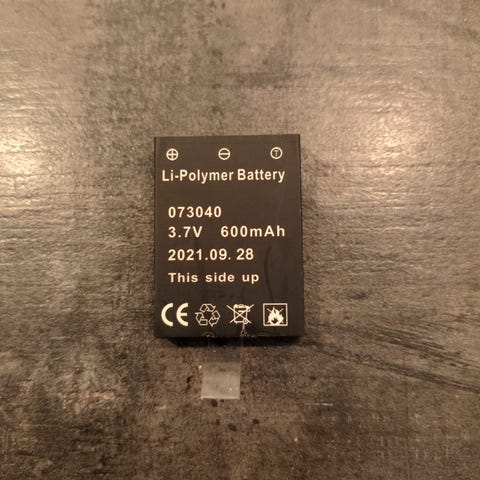 ⊕ ⊖ Ⓣ
Li-Polymer Battery
073040
3.7V 600mAh
2021.09.28
This side up
CE